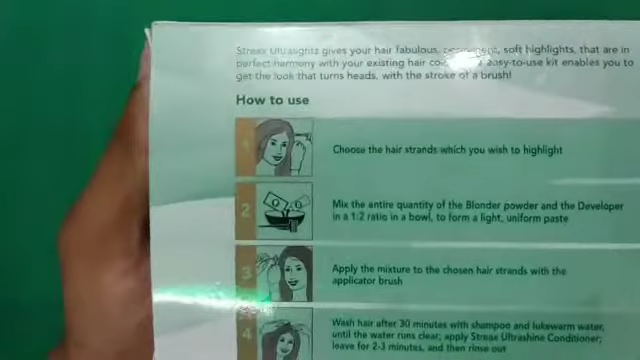 Streax Ultralights gives your hair fabulous, permanent, soft highlights, that are in
perfect harmony with your existing hair easy-to-use kit enables you to
get the look that turns heads, with the stroke of a brush!
How to use
1
Choose the hair strands which you wish to highlight
2
Mix the entire quantity of the Blonder powder and the Developer
in a 1:2 ratio in a bowl, to form a light, uniform paste
3
Apply the mixture to the chosen hair strands with the
applicator brush
4
Wash hair after 30 minutes with shampoo and lukewarm water,
until the water runs clear; apply Streax Ultrashine Conditioner;
leave for 2-3 minutes, and then rinse out